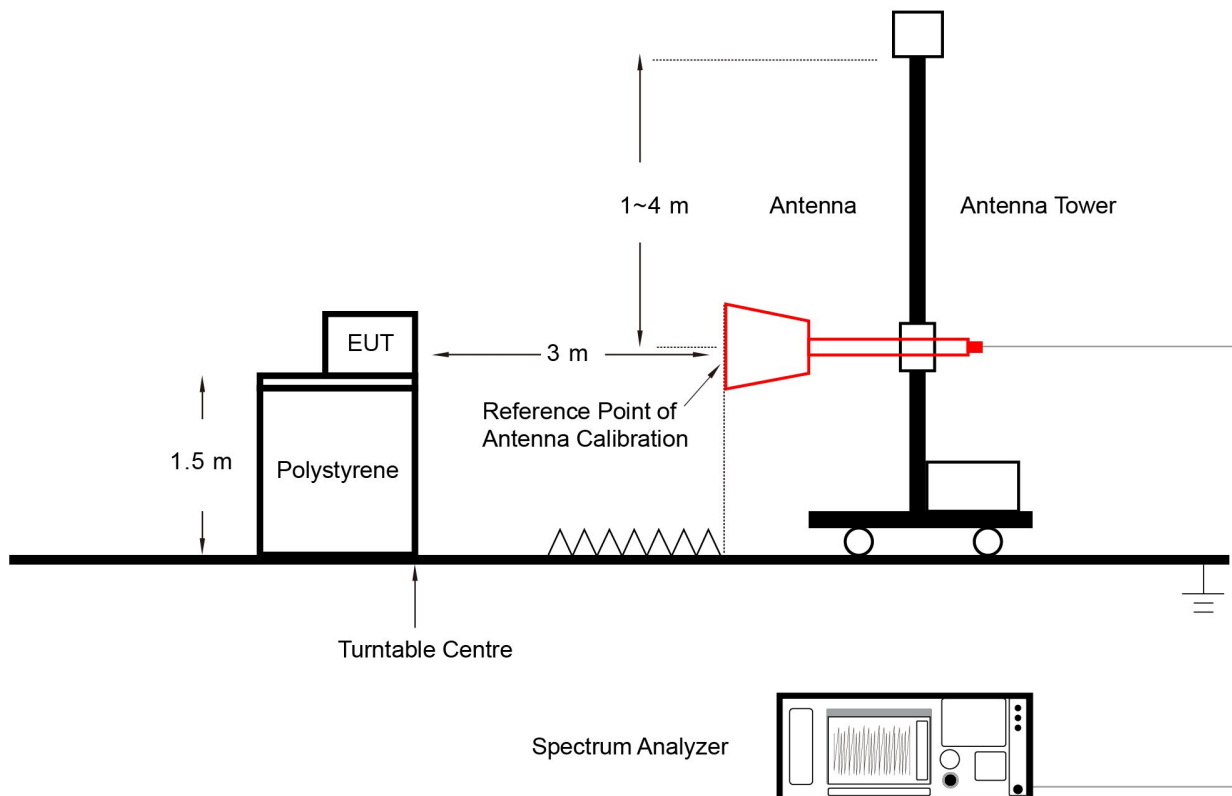 1~4 m
Antenna
Antenna Tower
EUT
3 m
Reference Point of
Antenna Calibration
1.5 m
Polystyrene
Turntable Centre
Spectrum Analyzer